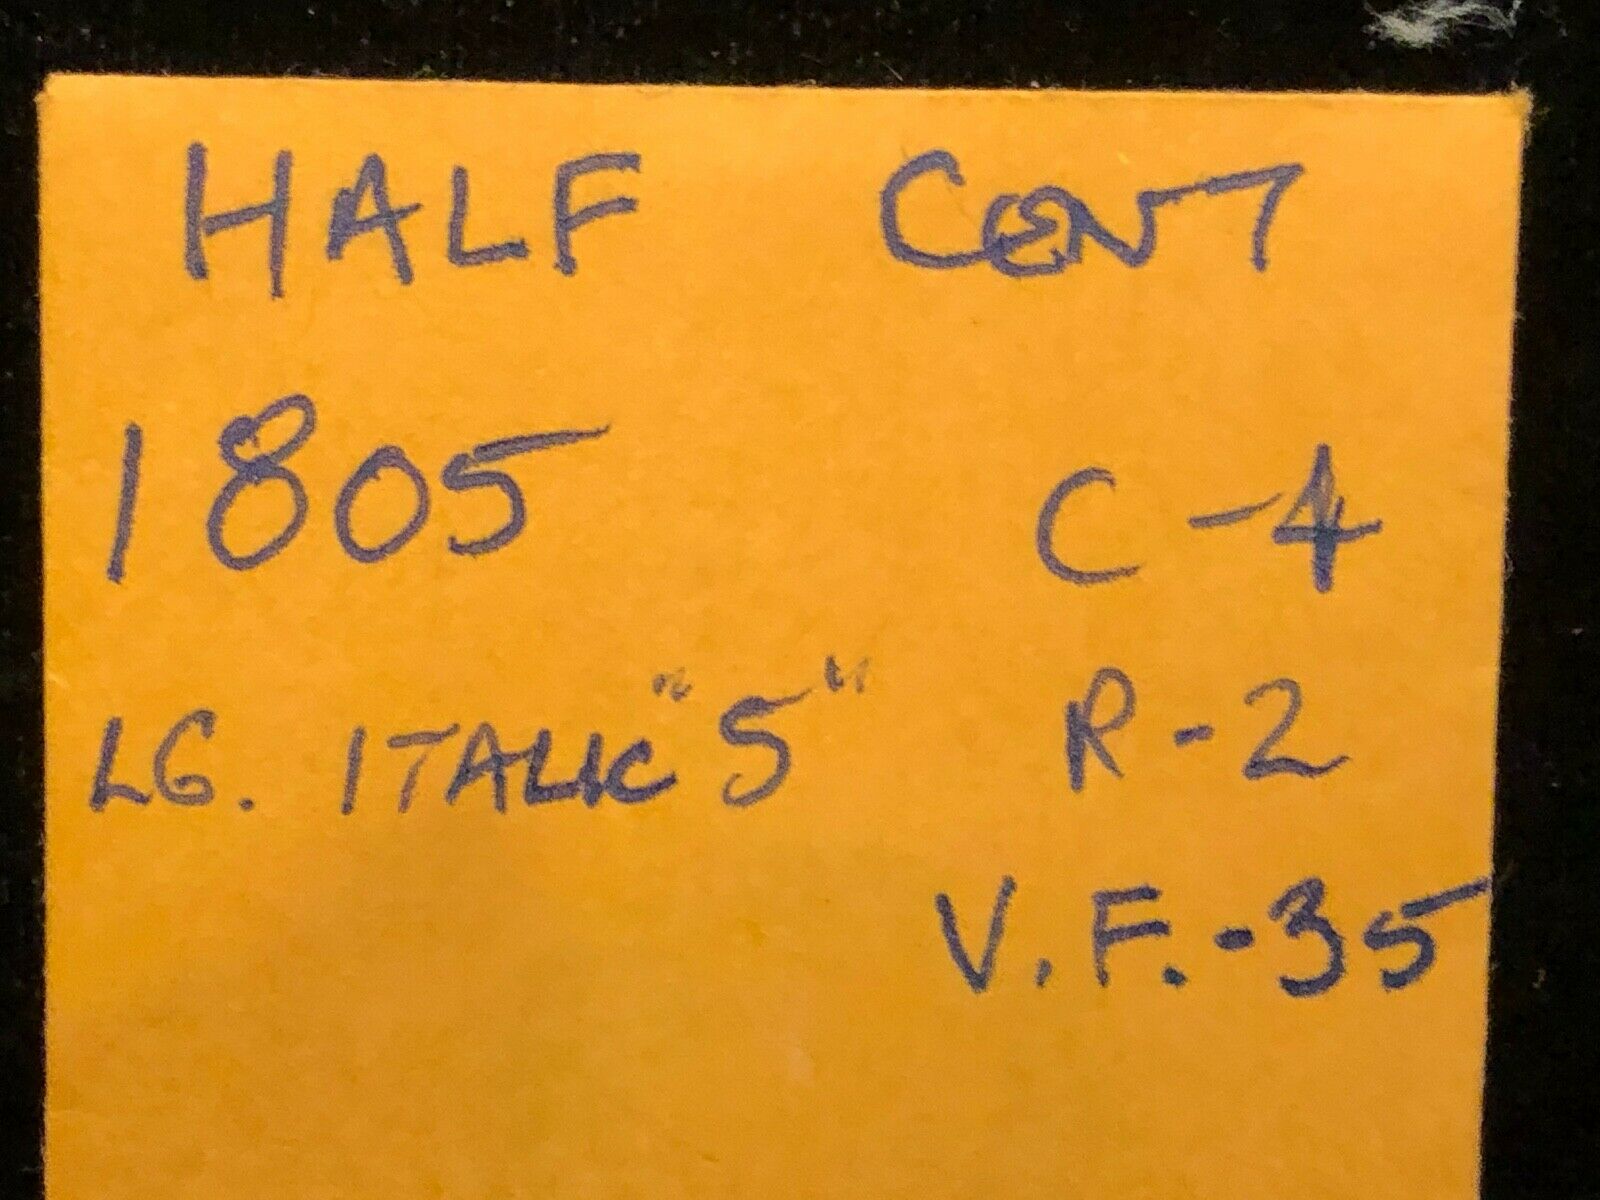 HALF CENT
1805 C-4
LG. ITALIC "5" R-2
V.F.-35